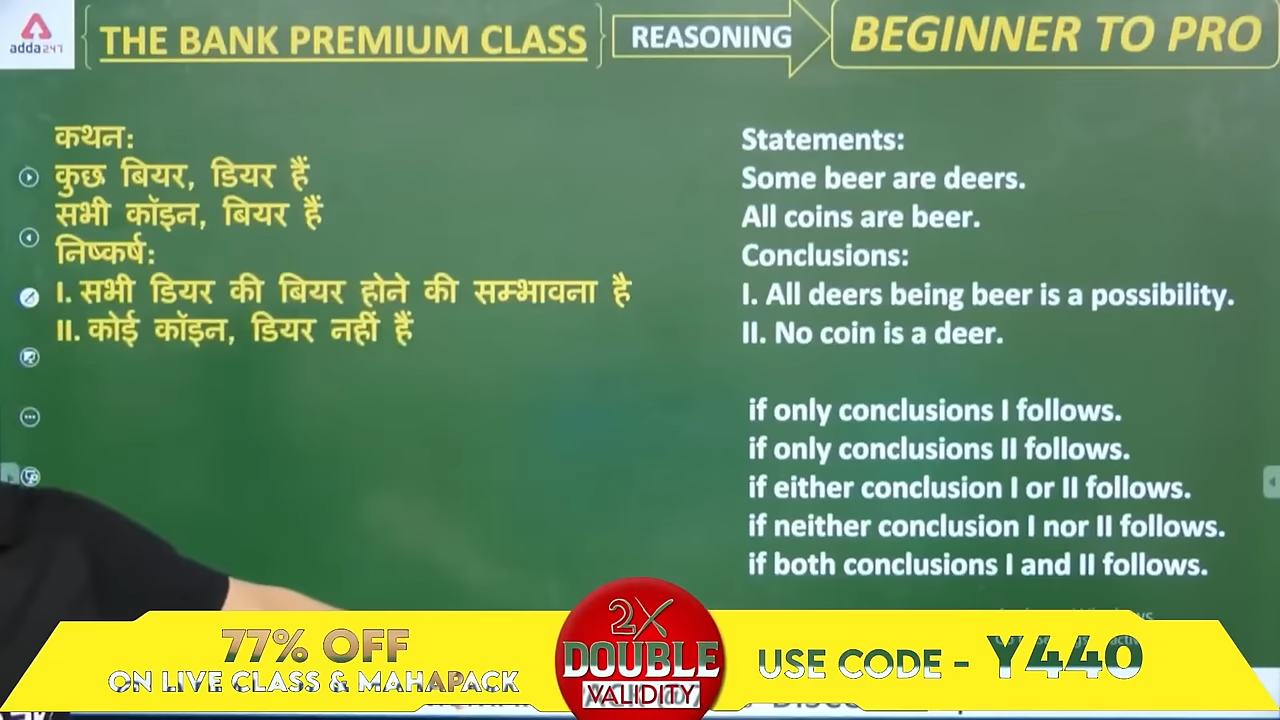 adda247
THE BANK PREMIUM CLASS
REASONING
BEGINNER TO PRO
कथन:
कुछ बियर, डियर हैं
सभी कॉइन, बियर हैं
निष्कर्ष:
I. सभी डियर की बियर होने की सम्भावना है
II. कोई कॉइन, डियर नहीं हैं
Statements:
Some beer are deers.
All coins are beer.
Conclusions:
I. All deers being beer is a possibility.
II. No coin is a deer.
if only conclusions I follows.
if only conclusions II follows.
if either conclusion I or II follows.
if neither conclusion I nor II follows.
if both conclusions I and II follows.
77% OFF
ON LIVE CLASS & MAHAPACK
2X
DOUBLE
VALIDITY
USE CODE - Y440